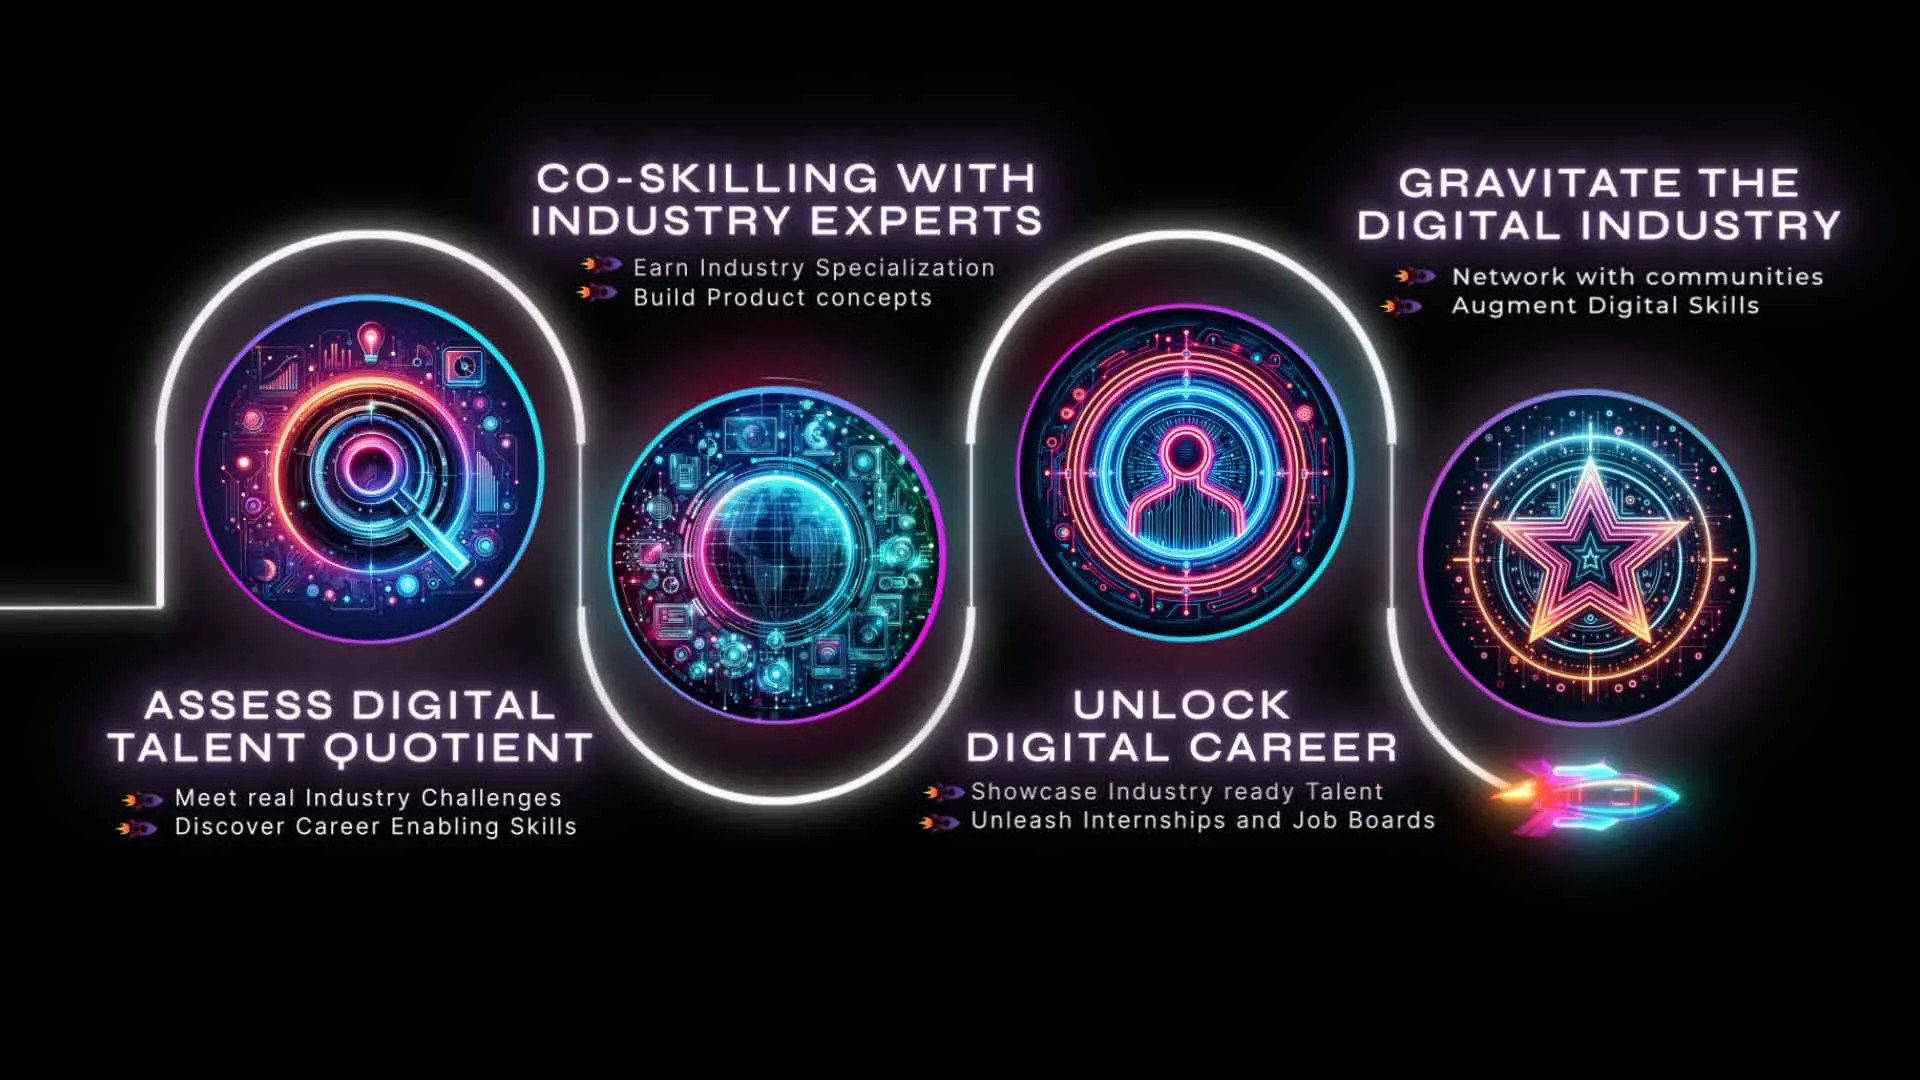 ASSESS DIGITAL
TALENT QUOTIENT
Meet real Industry Challenges
Discover Career Enabling Skills
CO-SKILLING WITH
INDUSTRY EXPERTS
Earn Industry Specialization
Build Product concepts
UNLOCK
DIGITAL CAREER
Showcase Industry ready Talent
Unleash Internships and Job Boards
GRAVITATE THE
DIGITAL INDUSTRY
Network with communities
Augment Digital Skills